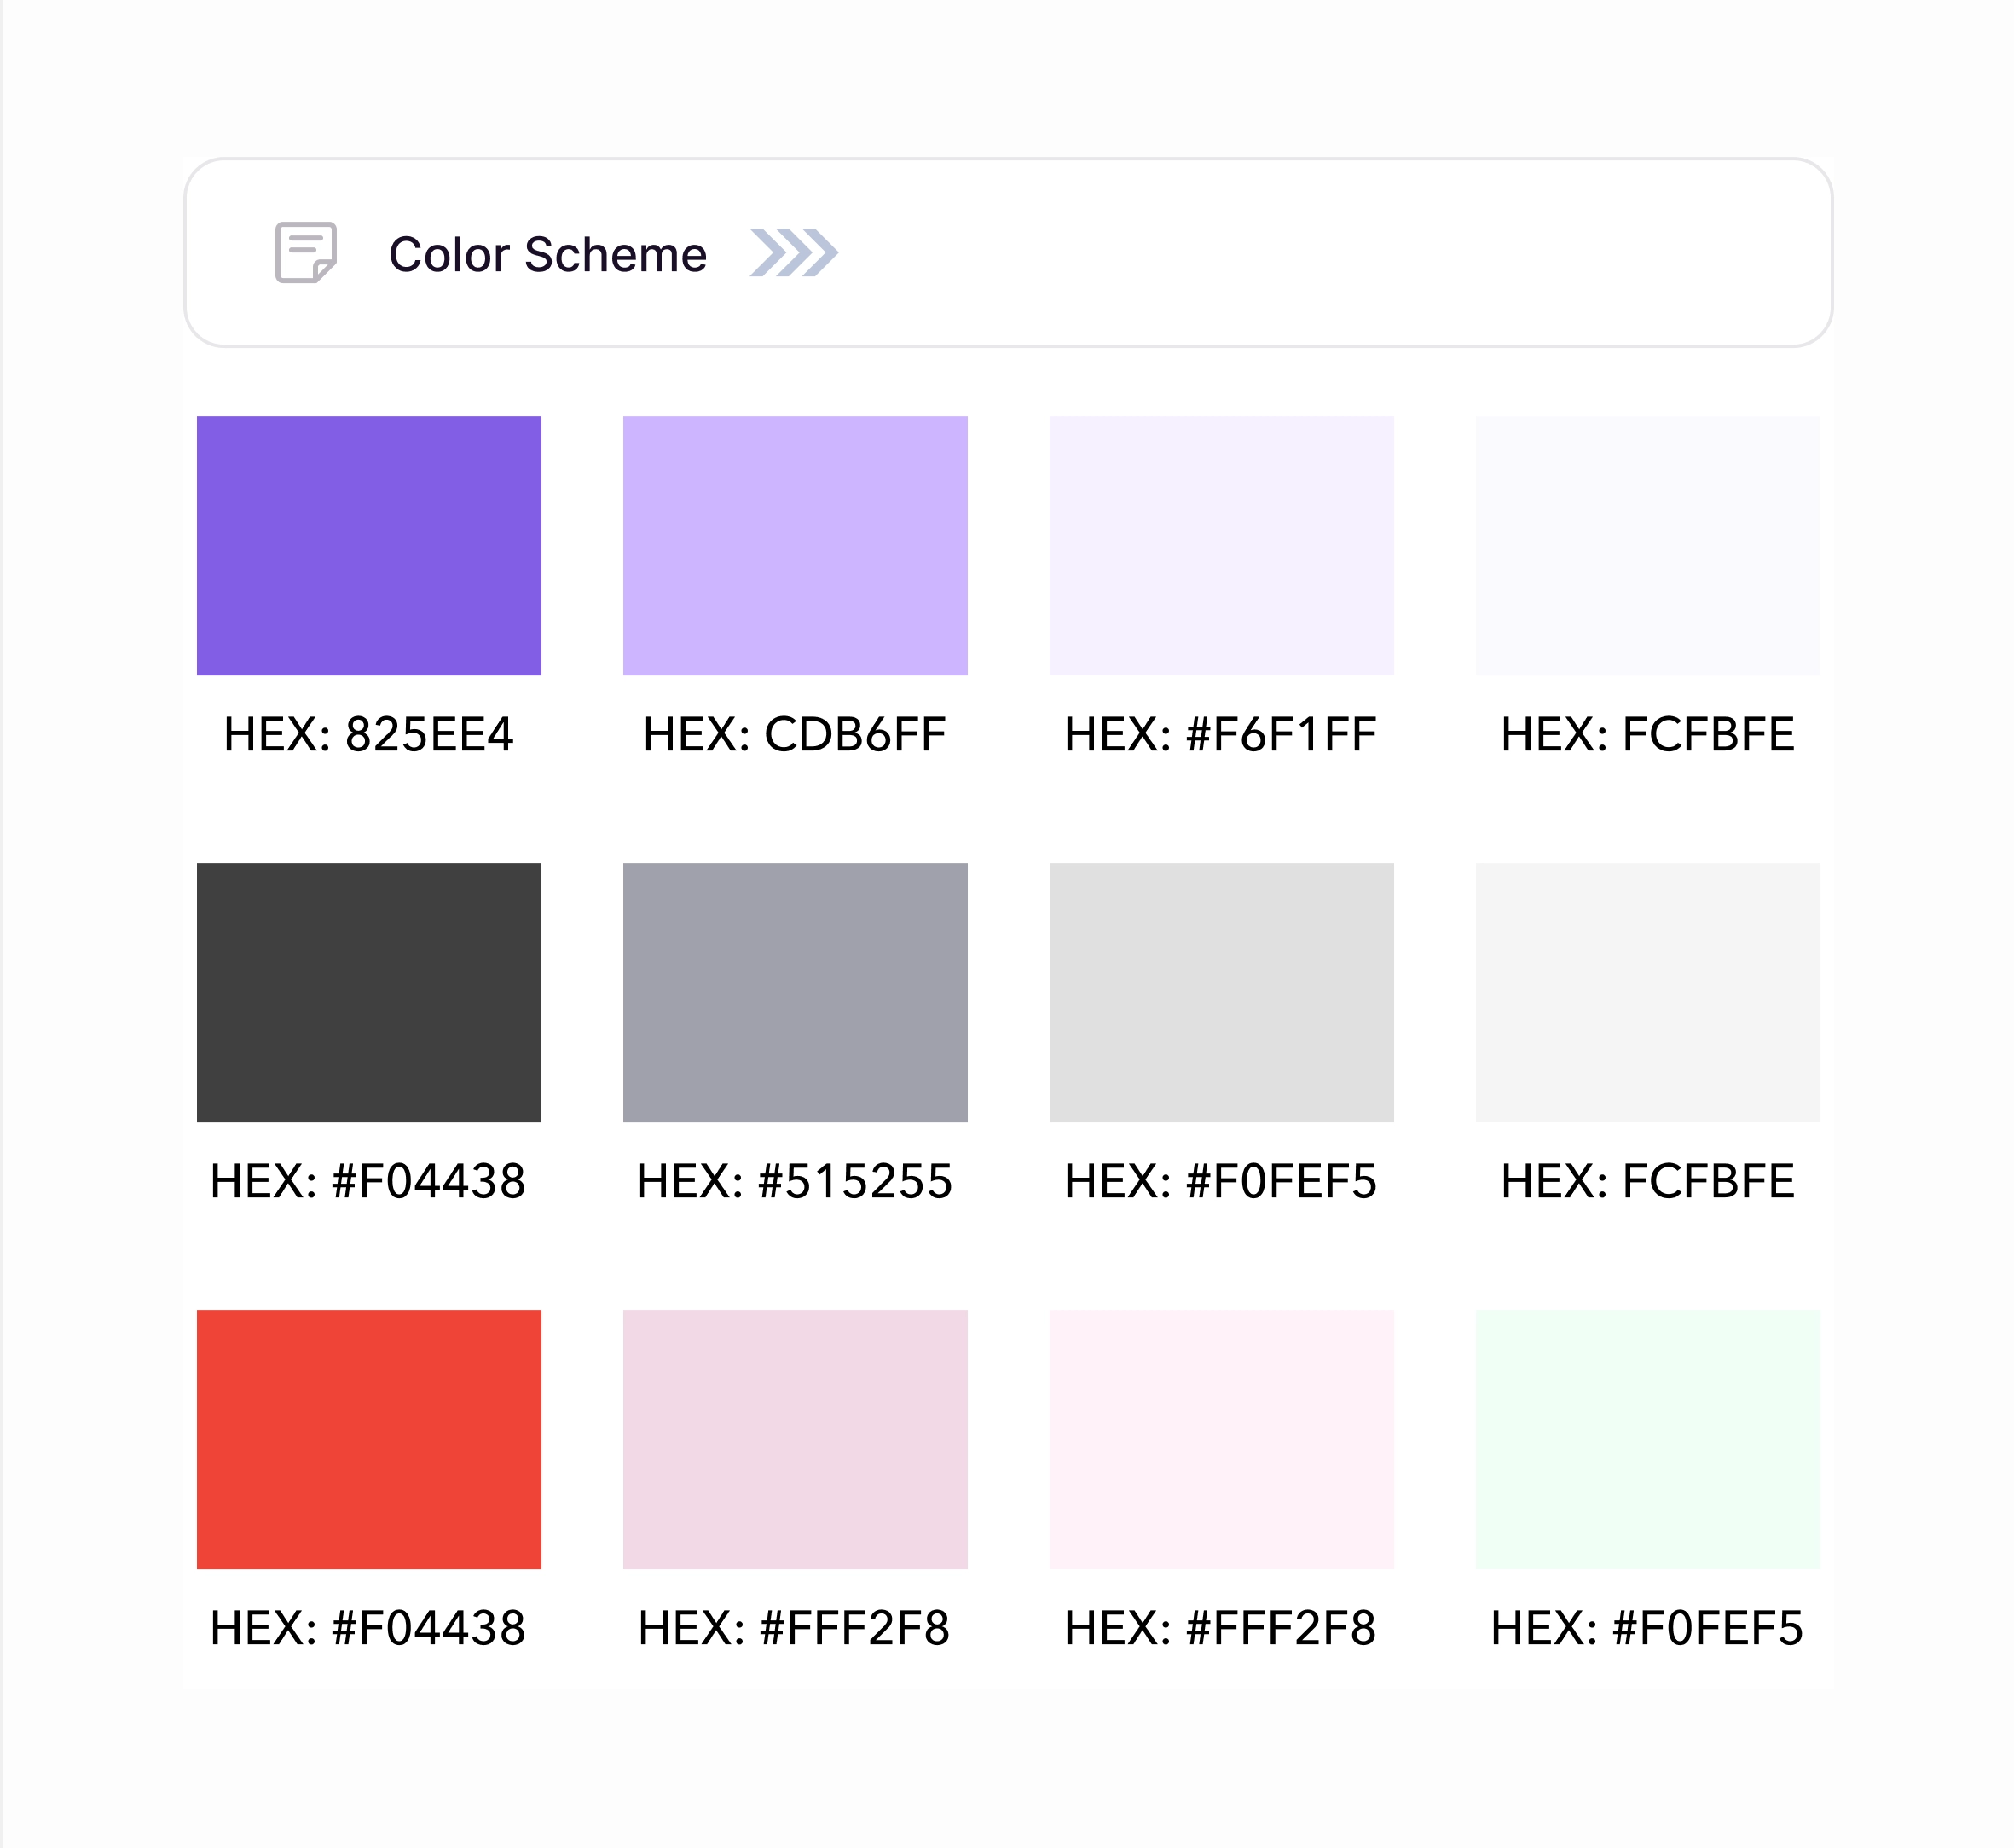 Color Scheme
HEX: 825EE4
HEX: CDB6FF
HEX: #F6F1FF
HEX: FCFBFE
HEX: #F04438
HEX: #515255
HEX: #F0FEF5
HEX: FCFBFE
HEX: #F04438
HEX: #FFF2F8
HEX: #FFF2F8
HEX: #F0FEF5